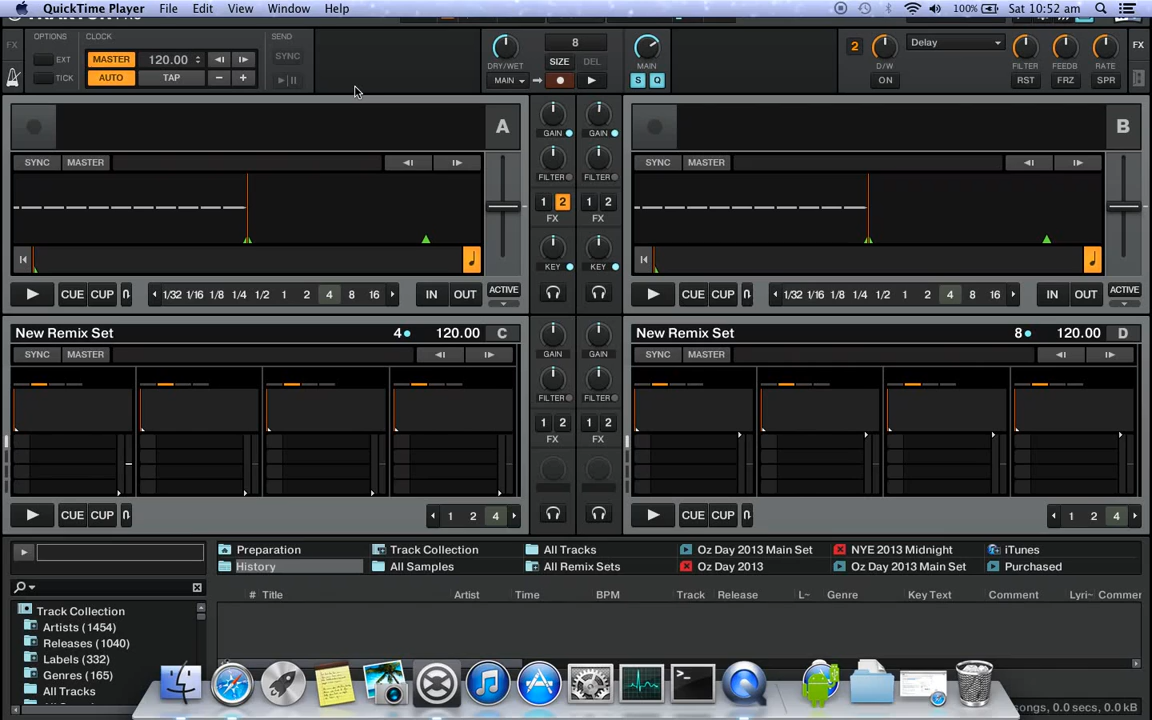 QuickTime Player File Edit View Window Help 100% Sat 10:52 am
OPTIONS CLOCK SEND
FX EXT MASTER 120.00 SYNC
TICK AUTO TAP
DRY/WET 8 MAIN
SIZE DEL
MAIN S Q
2 D/W Delay FILTER FEEDB RATE FX
ON RST FRZ SPR
A GAIN B
SYNC MASTER SYNC MASTER
FILTER FILTER
1 2 1 2
FX
KEY KEY
CUE CUP 1/32 1/16 1/8 1/4 1/2 1 2 4 8 16 IN OUT ACTIVE
CUE CUP 1/32 1/16 1/8 1/4 1/2 1 2 4 8 16 IN OUT ACTIVE
New Remix Set 4 120.00 C
New Remix Set 8 120.00 D
SYNC MASTER GAIN GAIN SYNC MASTER
FILTER FILTER
1 2 1 2
FX
CUE CUP 1 2 4
CUE CUP 1 2 4
Preparation Track Collection All Tracks Oz Day 2013 Main Set NYE 2013 Midnight iTunes
History All Samples All Remix Sets Oz Day 2013 Oz Day 2013 Main Set Purchased
# Title Artist Time BPM Track Release L~ Genre Key Text Comment Lyri~ Commer
Track Collection
Artists (1454)
Releases (1040)
Labels (332)
Genres (165)
All Tracks
songs, 0.0 secs, 0.0 kB